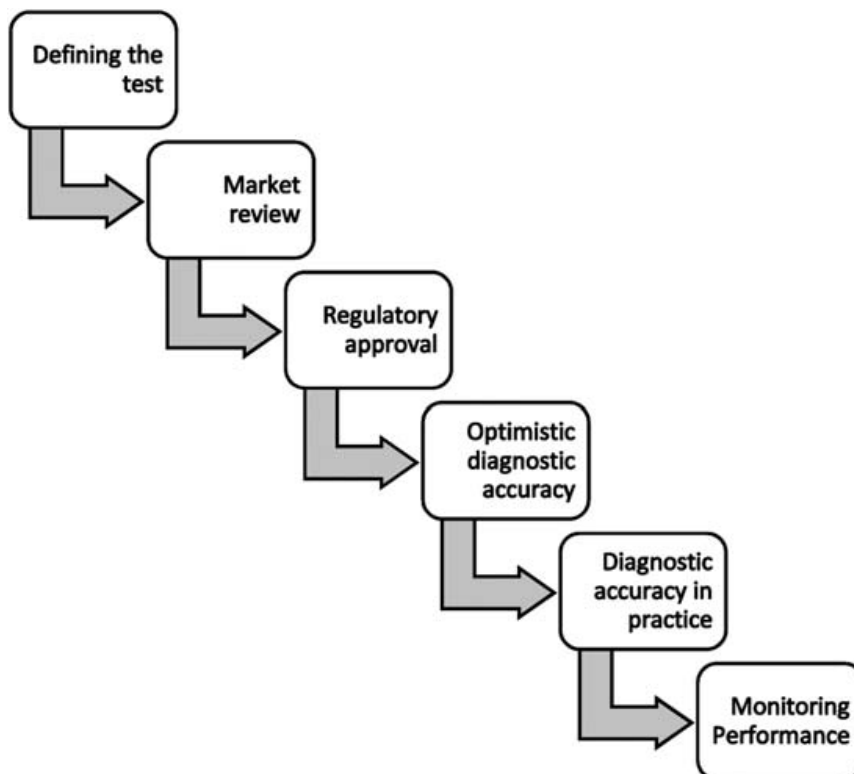 Defining the
test
Market
review
Regulatory
approval
Optimistic
diagnostic
accuracy
Diagnostic
accuracy in
practice
Monitoring
Performance